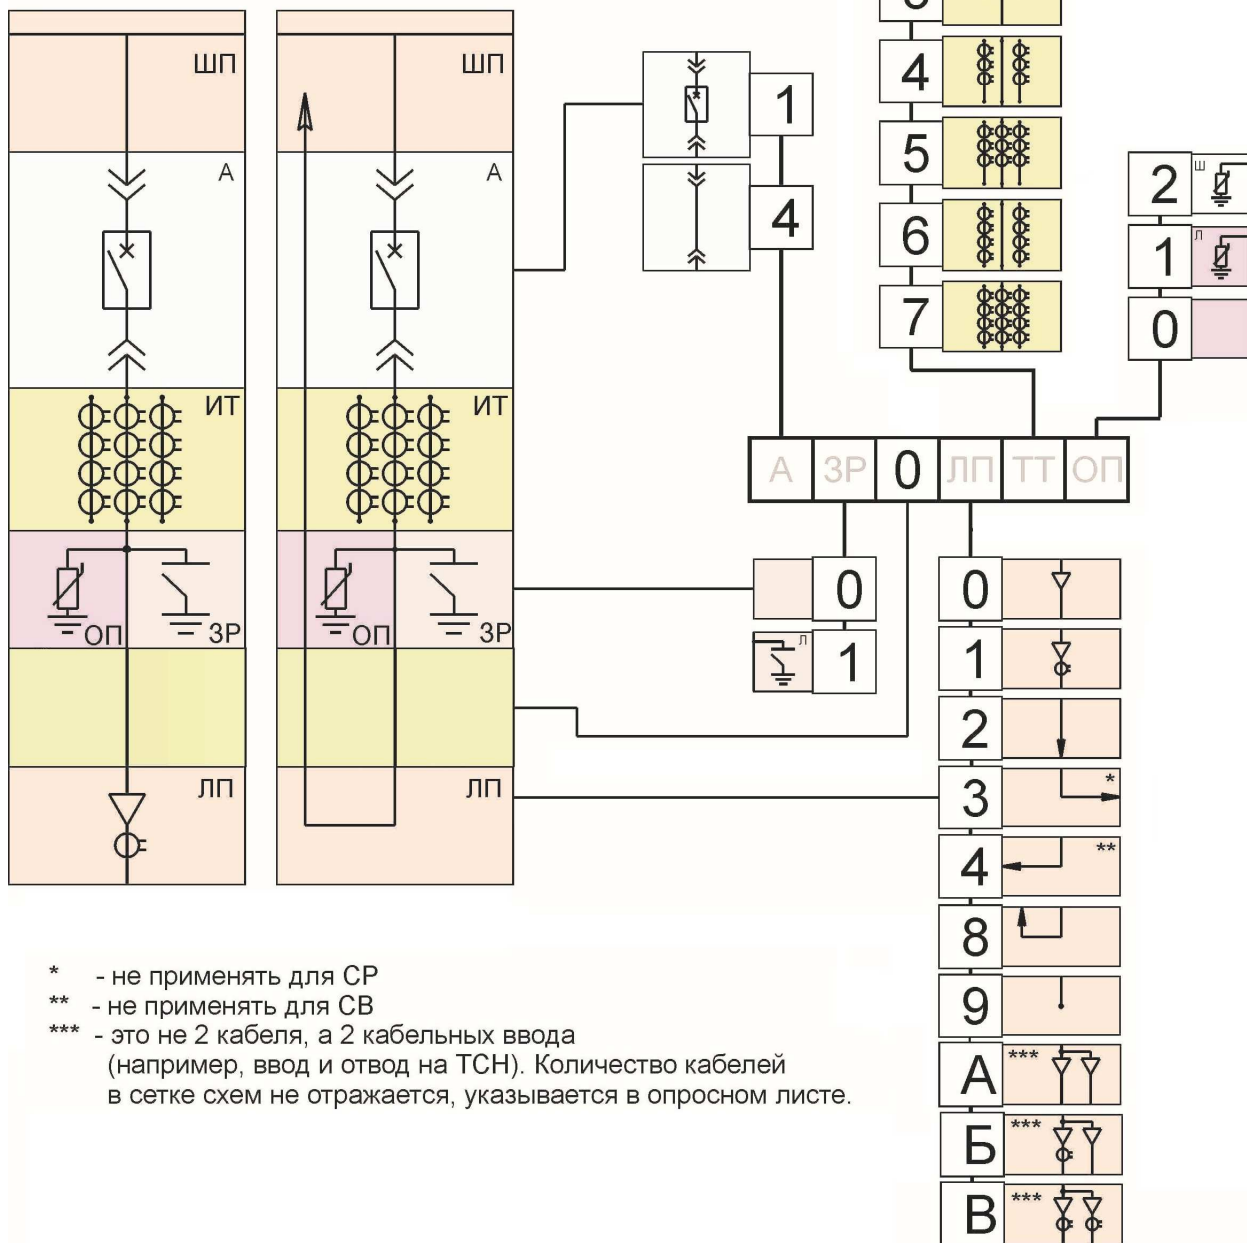 ШП
А
ИТ
ОП
ЗР
ЛП
ШП
А
ИТ
ОП
ЗР
ЛП
1
4
4
5
6
7
2
Ш
1
Л
0
А ЗР 0 ЛП ТТ ОП
0
1
Л
0
1
2
3
*
4
**
8
9
А
***
Б
***
В
***
* - не применять для СР
** - не применять для СВ
*** - это не 2 кабеля, а 2 кабельных ввода
(например, ввод и отвод на ТСН). Количество кабелей
в сетке схем не отражается, указывается в опросном листе.